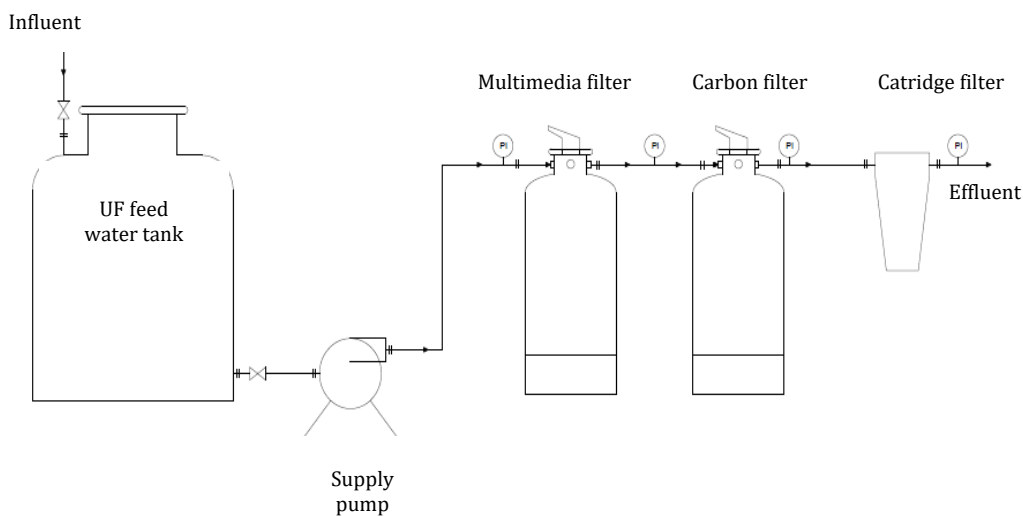 Influent
Multimedia filter
Carbon filter
Catridge filter
PI
PI
PI
PI
Effluent
UF feed
water tank
Supply
pump